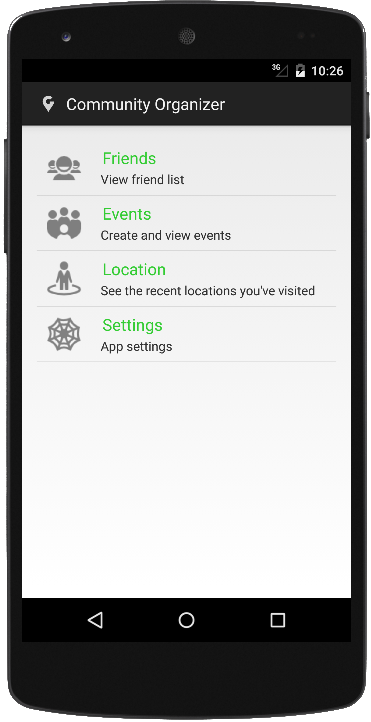 3G 10:26
Community Organizer
Friends
View friend list
Events
Create and view events
Location
See the recent locations you've visited
Settings
App settings